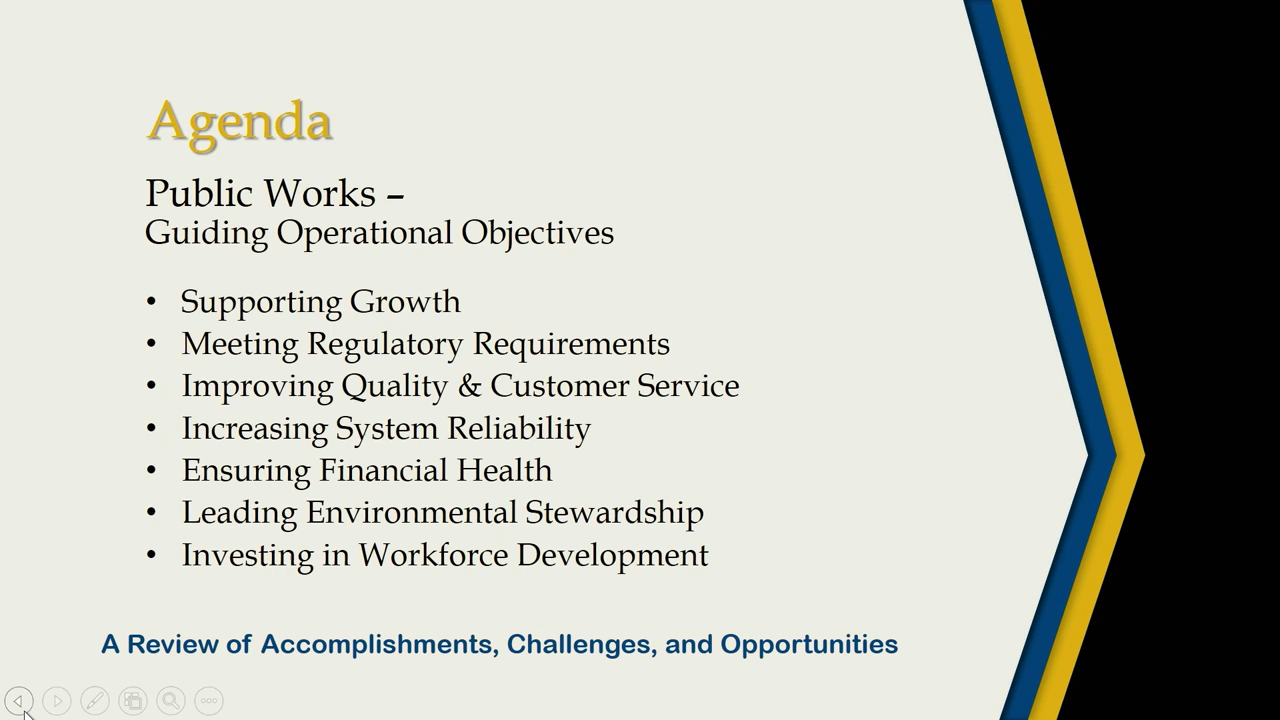 Agenda
Public Works –
Guiding Operational Objectives
• Supporting Growth
• Meeting Regulatory Requirements
• Improving Quality & Customer Service
• Increasing System Reliability
• Ensuring Financial Health
• Leading Environmental Stewardship
• Investing in Workforce Development
A Review of Accomplishments, Challenges, and Opportunities